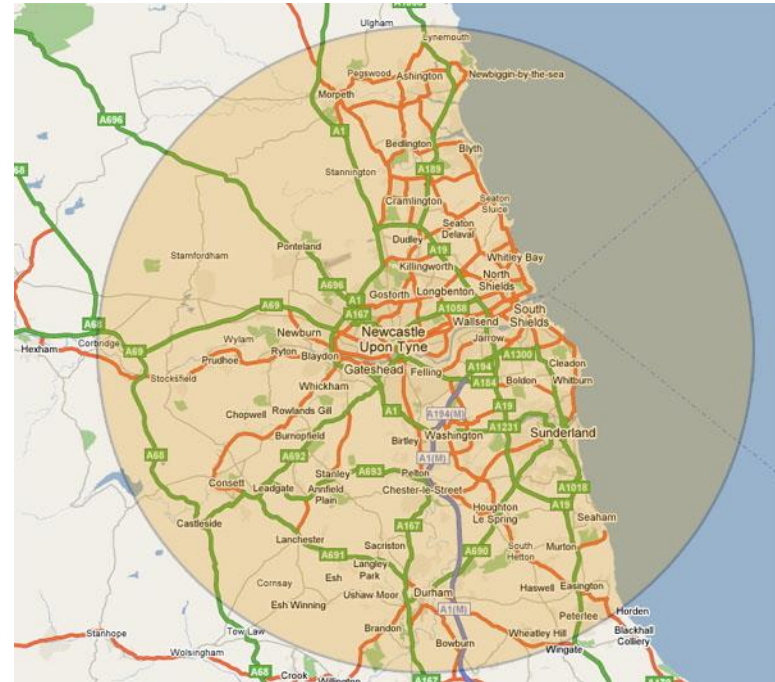 A1068
Ulgham
Lynemouth
Pegswood
Ashington
Newbiggin-by-the-sea
Morpeth
A696
A1
Bedlington
Blyth
A68
Stannington
A189
Cramlington
Seaton
Sluice
Seaton
Delaval
Dudley
Ponteland
A19
Stamfordham
Whitley Bay
Killingworth
North
Shields
A696
A1
Gosforth
Longbenton
A69
A167
A1058
South
Shields
A68
Newburn
Newcastle
Upon Tyne
Wallsend
Jarrow
Corbridge
Hexham
A69
Wylam
Ryton
Blaydon
Prudhoe
Gateshead
Felling
A194
A1300
Cleadon
Stocksfield
A184
Boldon
Whitburn
Whickham
Chopwell
Rowlands Gill
A1
A194(M)
A19
A1231
Burnopfield
Birtley
Washington
Sunderland
A68
A692
A1(M)
Stanley
A693
Pelton
Consett
Leadgate
Annfield
Plain
Chester-le-Street
A1018
Castleside
A167
Houghton
Le Spring
A19
Seaham
Lanchester
A691
Sacriston
A690
South
Hetton
Murton
Langley
Park
Cornsay
Esh
Ushaw Moor
Durham
Haswell
Easington
Esh Winning
A1(M)
Peterlee
Horden
Stanhope
Tow Law
Brandon
Wheatley Hill
Blackhall
Colliery
Wolsingham
Bowburn
Wingate
A68
Crook
A167